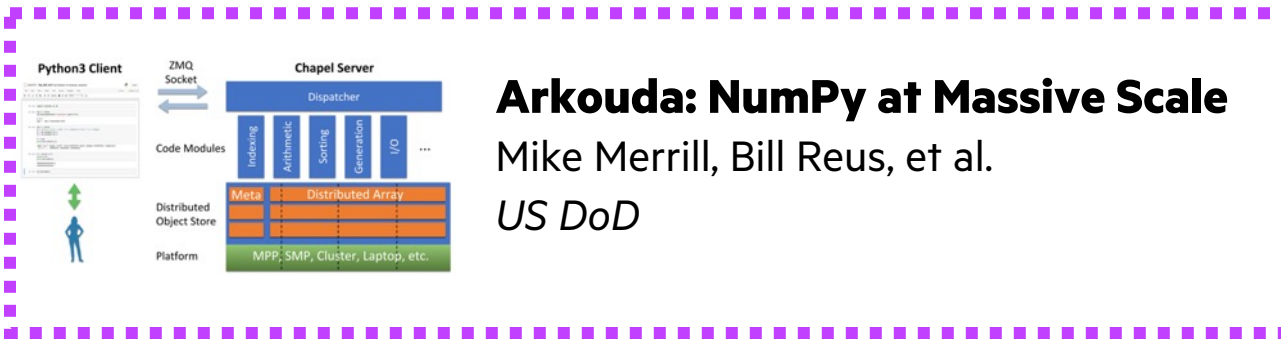 Python3 Client
ZMQ
Socket
Chapel Server
Dispatcher
Code Modules
Indexing
Arithmetic
Sorting
Generation
I/O
...
Meta
Distributed Array
Distributed
Object Store
Platform
MPP, SMP, Cluster, Laptop, etc.
Arkouda: NumPy at Massive Scale
Mike Merrill, Bill Reus, et al.
US DoD